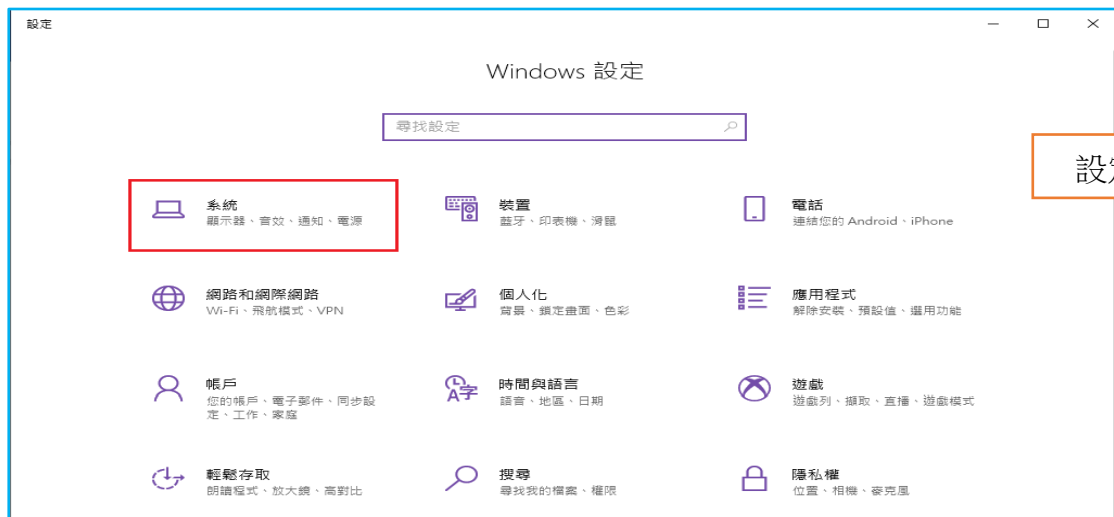 設定
Windows 設定
尋找設定
設定
系統
顯示器、音效、通知、電源
裝置
藍牙、印表機、滑鼠
電話
連結您的 Android、iPhone
網路和網際網路
Wi-Fi、飛航模式、VPN
個人化
背景、鎖定畫面、色彩
應用程式
解除安裝、預設值、選用功能
帳戶
您的帳戶、電子郵件、同步設
定、工作、家庭
時間與語言
語音、地區、日期
遊戲
遊戲列、擷取、直播、遊戲模式
輕鬆存取
朗讀程式、放大鏡、高對比
搜尋
尋找我的檔案、權限
隱私權
位置、相機、麥克風